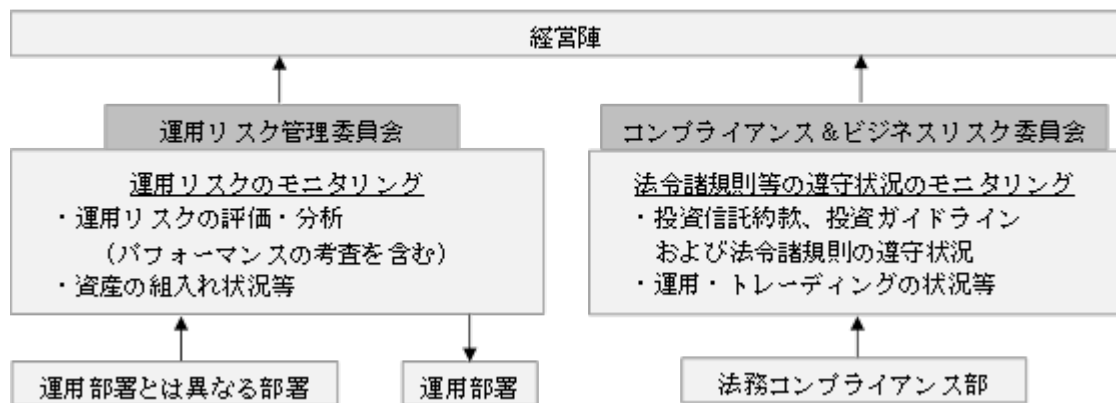 経営陣
運用リスク管理委員会
運用リスクのモニタリング
・運用リスクの評価・分析
（パフォーマンスの考査を含む）
・資産の組入れ状況等
運用部署とは異なる部署
運用部署
コンプライアンス＆ビジネスリスク委員会
法令諸規則等の遵守状況のモニタリング
・投資信託約款、投資ガイドライン
および法令諸規則の遵守状況
・運用・トレーディングの状況等
法務コンプライアンス部